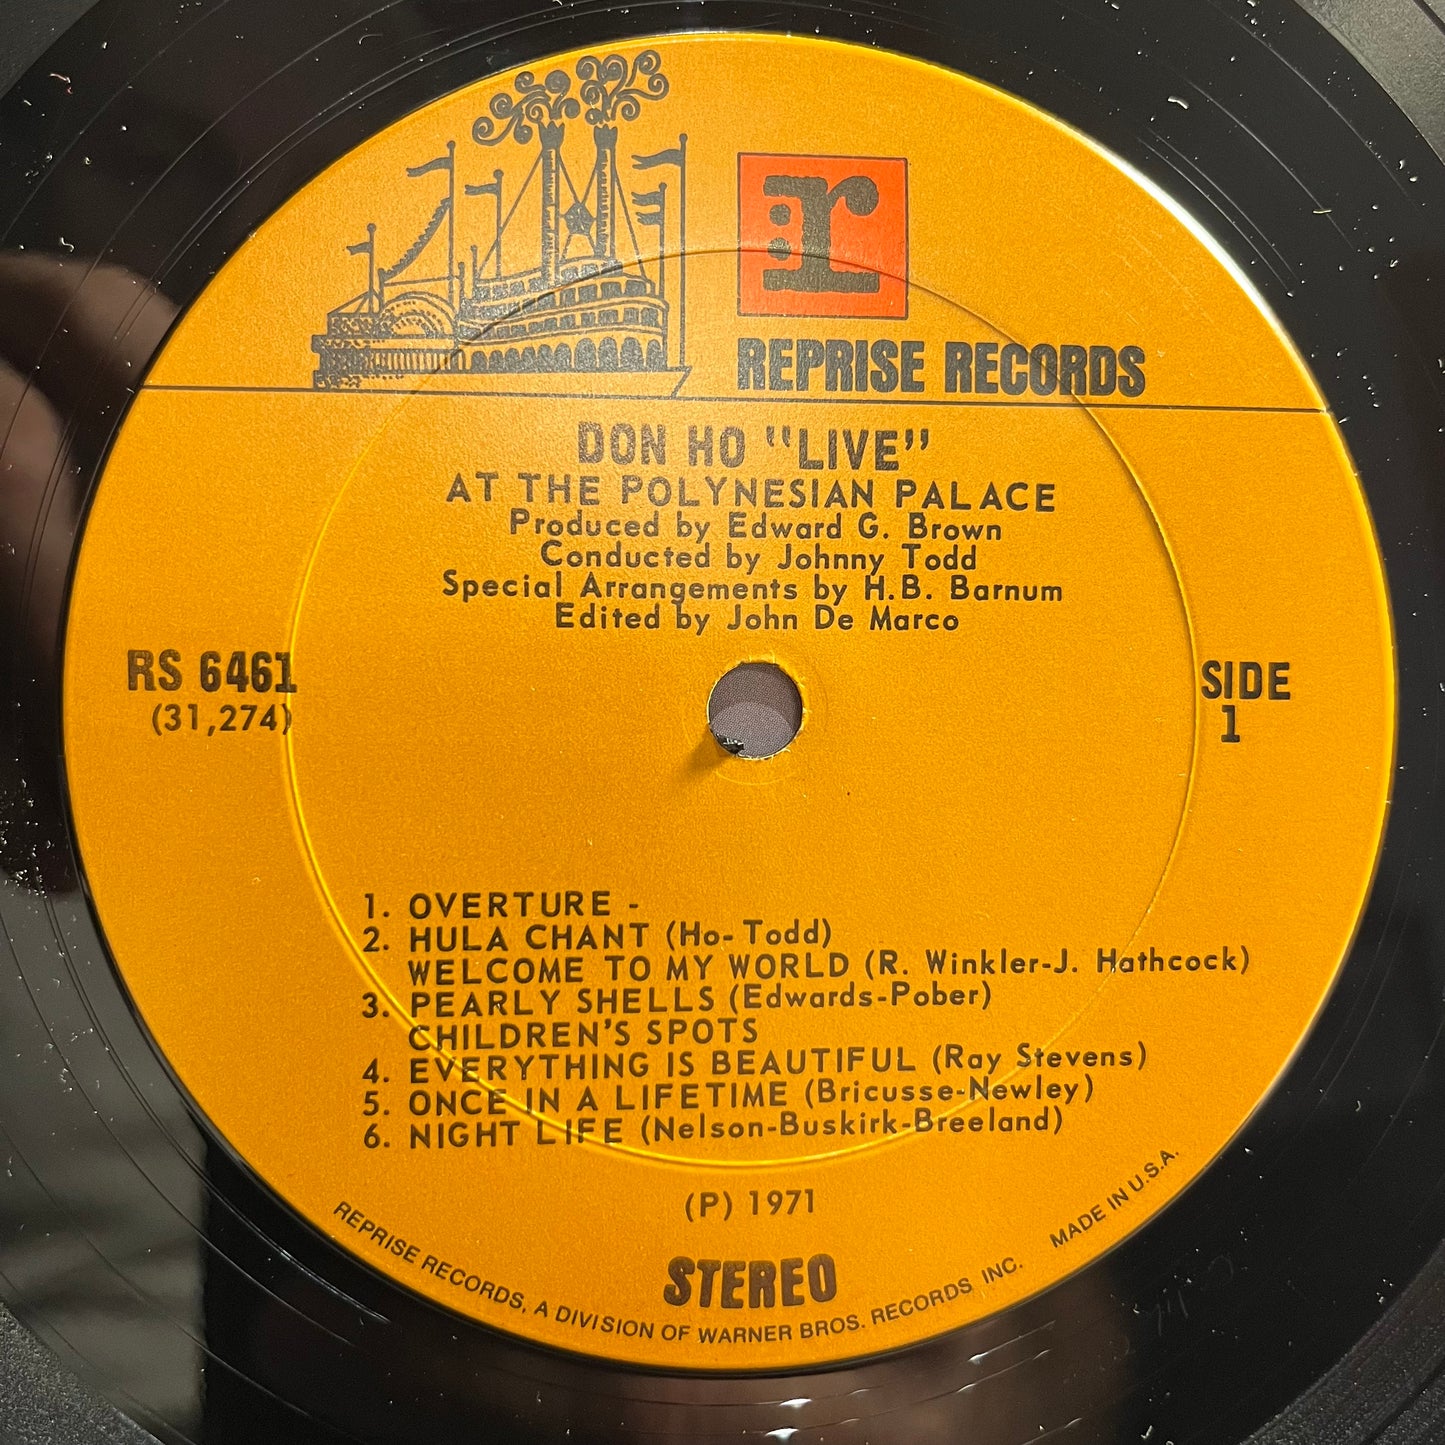 r:
REPRISE RECORDS
DON HO "LIVE"
AT THE POLYNESIAN PALACE
Produced by Edward G. Brown
Conducted by Johnny Todd
Special Arrangements by H.B. Barnum
Edited by John De Marco
RS 6461
(31,274)
SIDE
1
1. OVERTURE -
2. HULA CHANT (Ho-Todd)
WELCOME TO MY WORLD (R. Winkler-J. Hathcock)
3. PEARLY SHELLS (Edwards-Pober)
CHILDREN'S SPOTS
4. EVERYTHING IS BEAUTIFUL (Ray Stevens)
5. ONCE IN A LIFETIME (Bricusse-Newley)
6. NIGHT LIFE (Nelson-Buskirk-Breeland)
(P) 1971
STEREO
REPRISE RECORDS, A DIVISION OF WARNER BROS. RECORDS INC. MADE IN U.S.A.